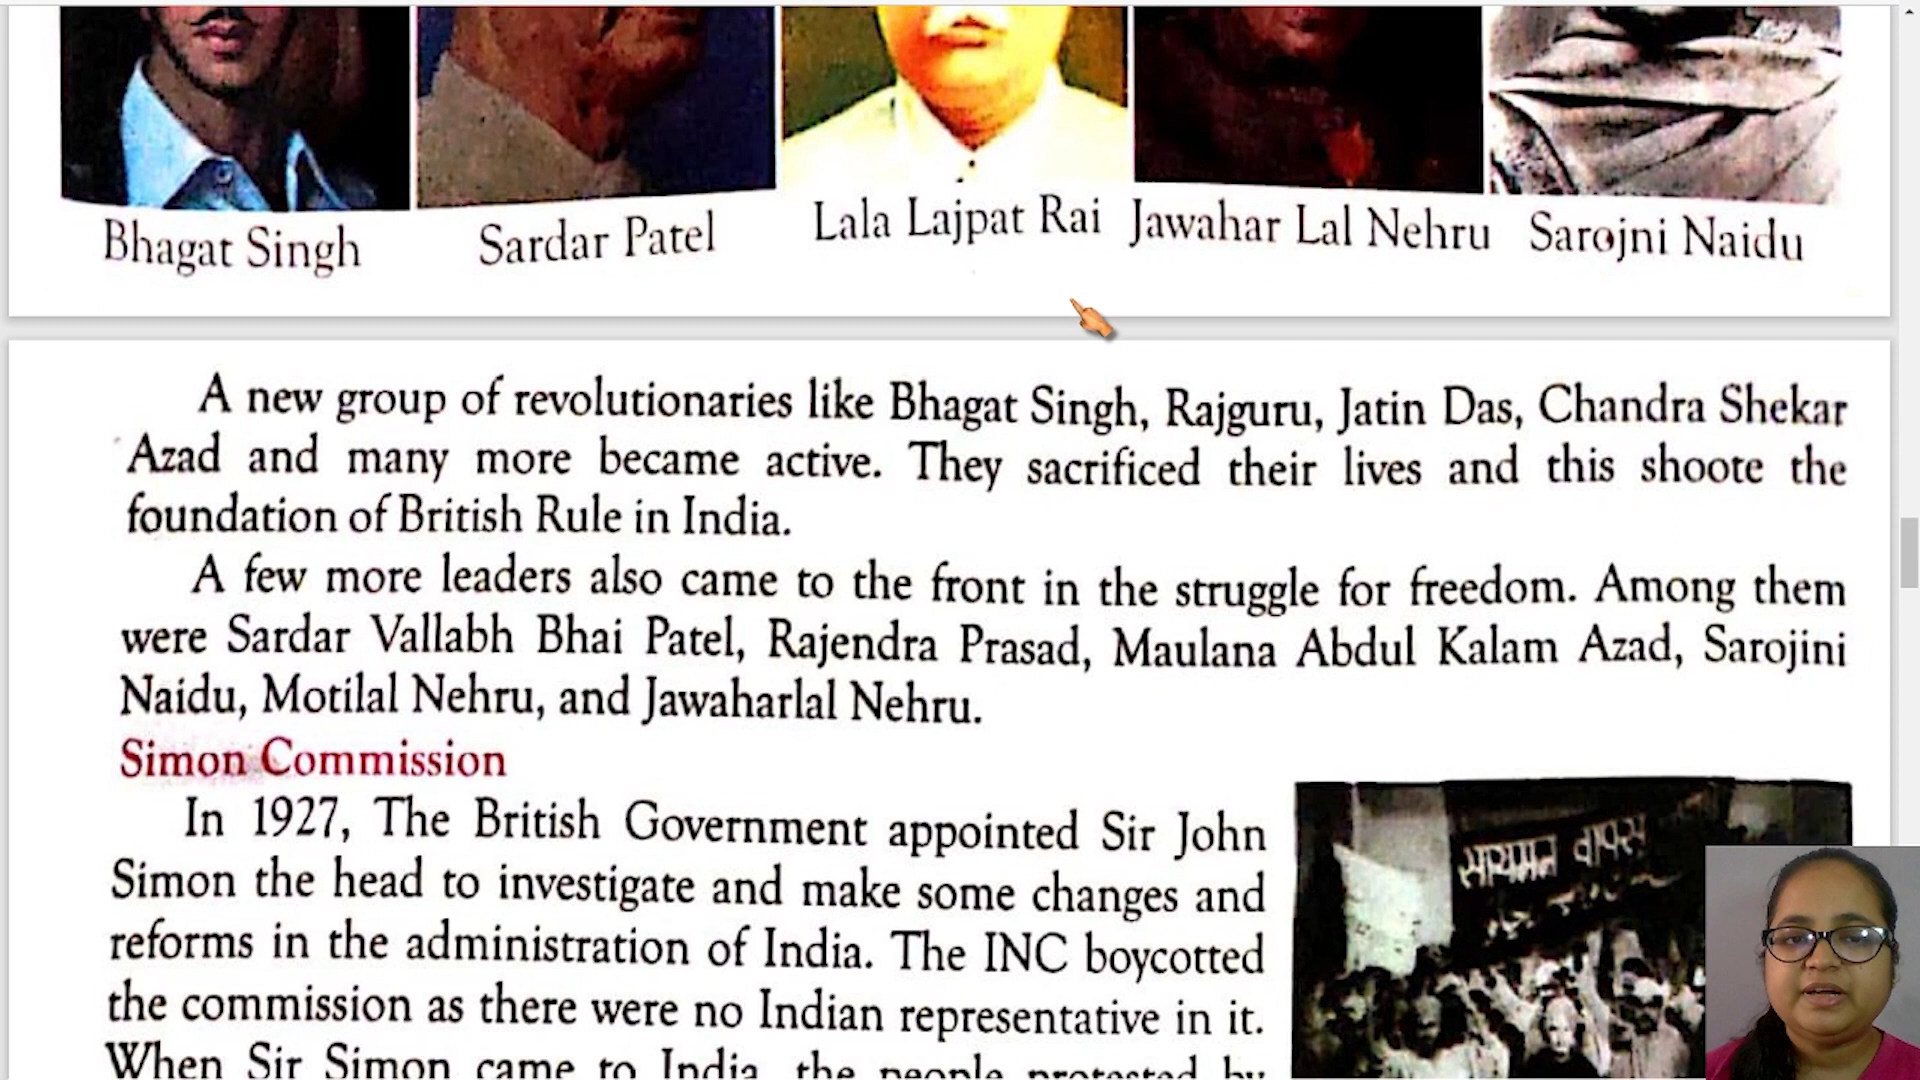 Bhagat Singh Sardar Patel Lala Lajpat Rai Jawahar Lal Nehru Sarojni Naidu
A new group of revolutionaries like Bhagat Singh, Rajguru, Jatin Das, Chandra Shekar
Azad and many more became active. They sacrificed their lives and this shoote the
foundation of British Rule in India.
A few more leaders also came to the front in the struggle for freedom. Among them
were Sardar Vallabh Bhai Patel, Rajendra Prasad, Maulana Abdul Kalam Azad, Sarojini
Naidu, Motilal Nehru, and Jawaharlal Nehru.
Simon Commission
In 1927, The British Government appointed Sir John
Simon the head to investigate and make some changes and
reforms in the administration of India. The INC boycotted
the commission as there were no Indian representative in it.
When Sir Simon came to India, the people protested by
सायमन वापस